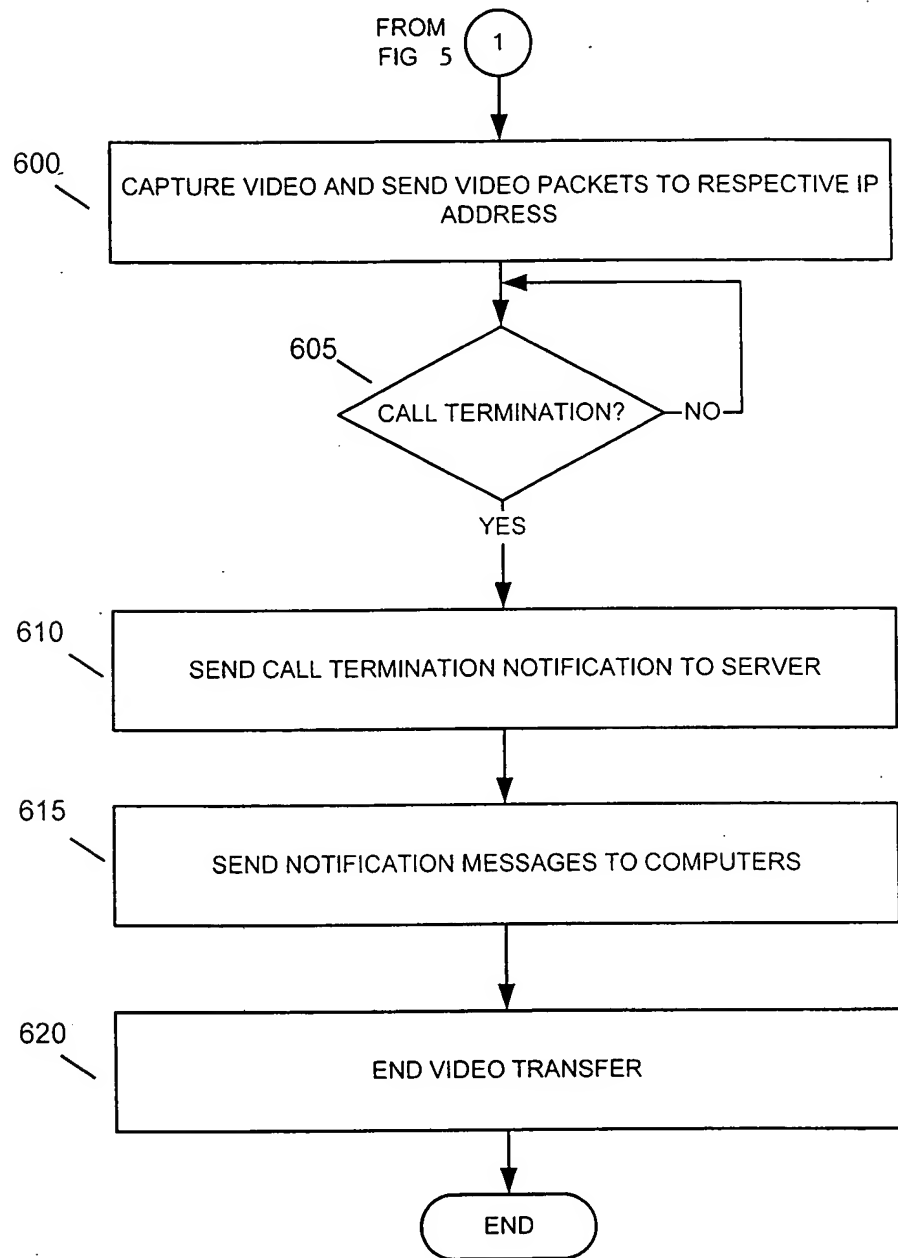 FROM
FIG 5
1
600
CAPTURE VIDEO AND SEND VIDEO PACKETS TO RESPECTIVE IP
ADDRESS
605
CALL TERMINATION?
NO
YES
610
SEND CALL TERMINATION NOTIFICATION TO SERVER
615
SEND NOTIFICATION MESSAGES TO COMPUTERS
620
END VIDEO TRANSFER
END